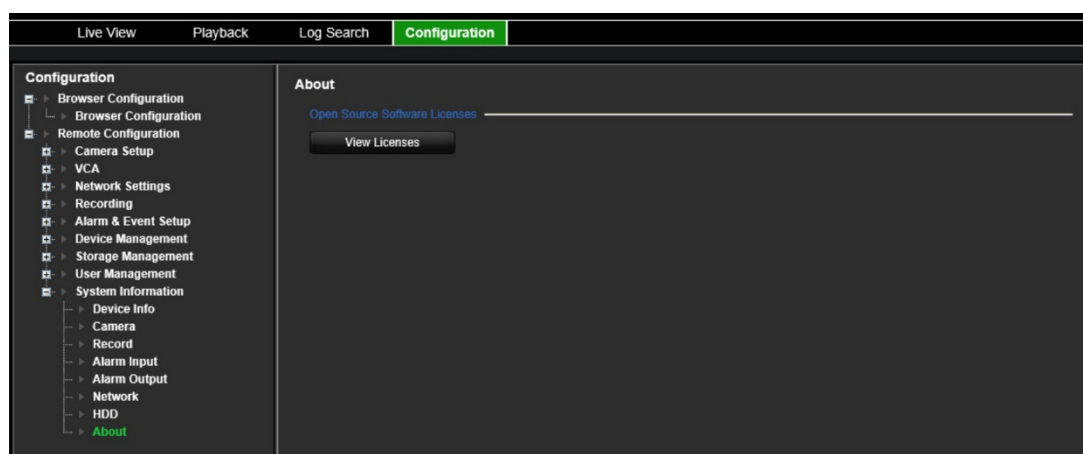 Live View Playback Log Search Configuration
Configuration
Browser Configuration
Browser Configuration
Remote Configuration
Camera Setup
VCA
Network Settings
Recording
Alarm & Event Setup
Device Management
Storage Management
User Management
System Information
Device Info
Camera
Record
Alarm Input
Alarm Output
Network
HDD
About
About
Open Source Software Licenses
View Licenses